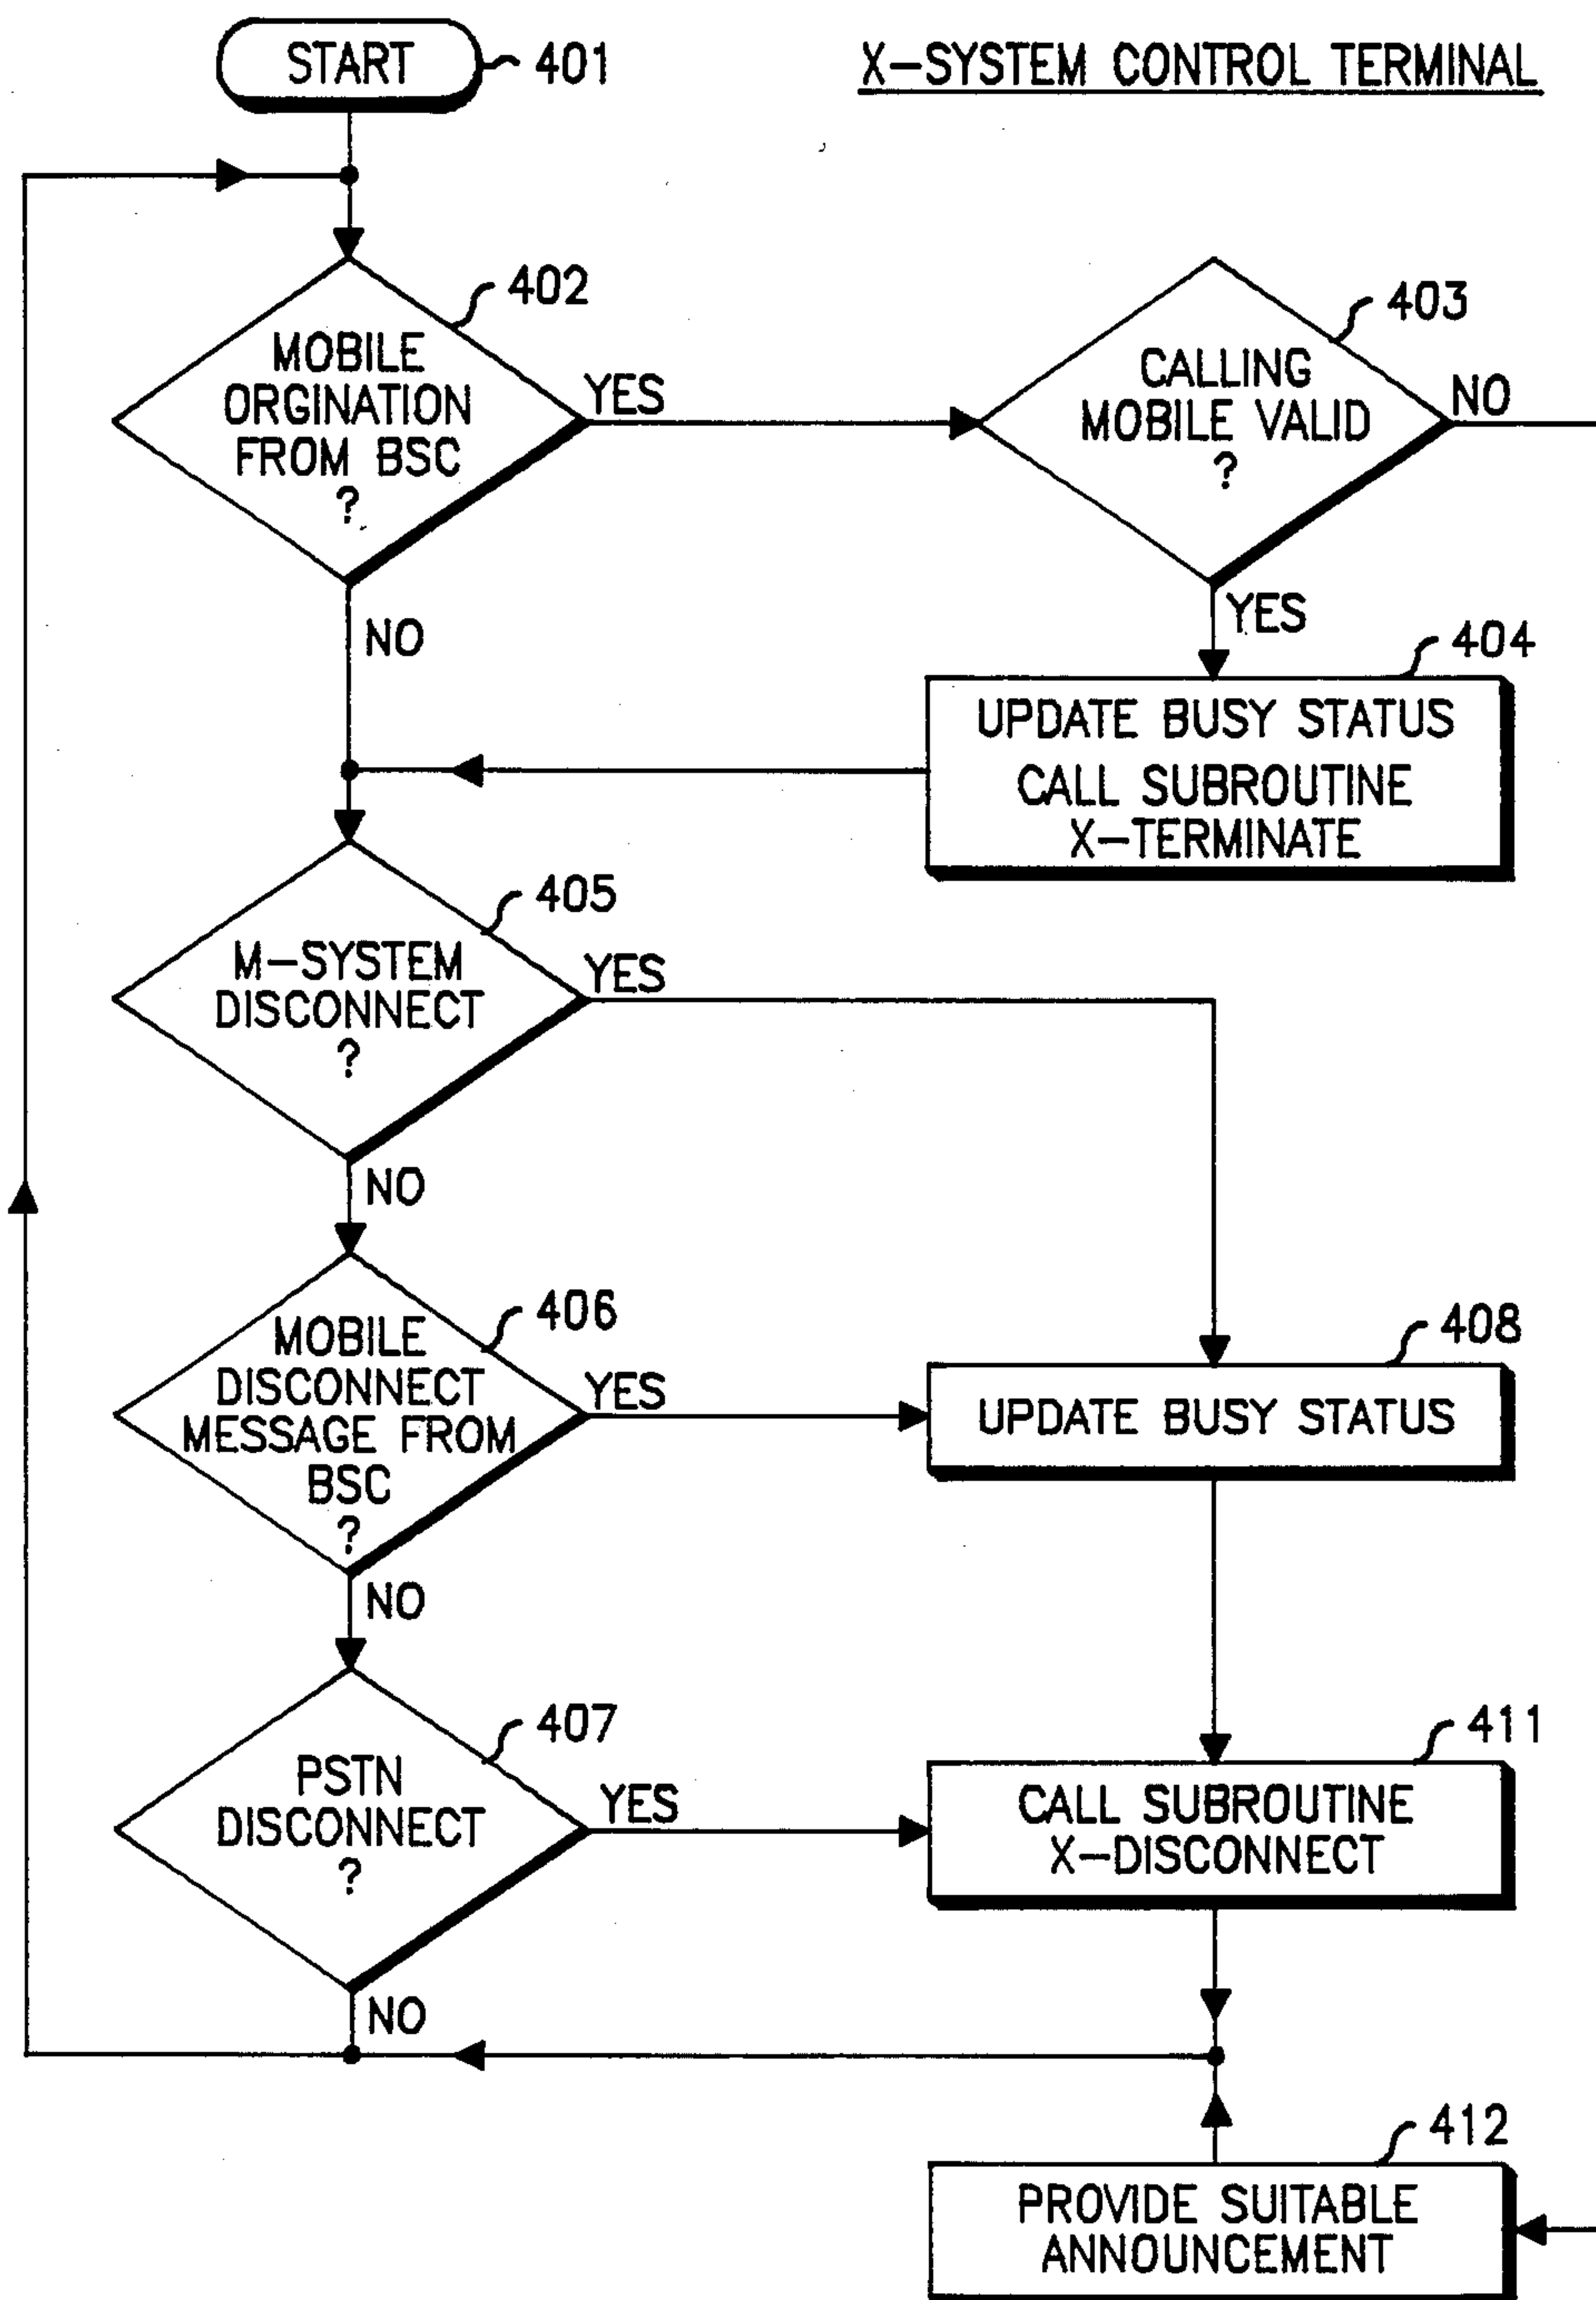 START
401
X-SYSTEM CONTROL TERMINAL
402
MOBILE
ORGINATION
FROM BSC
?
YES
NO
403
CALLING
MOBILE VALID
?
NO
YES
404
UPDATE BUSY STATUS
CALL SUBROUTINE
X-TERMINATE
405
M-SYSTEM
DISCONNECT
?
YES
NO
406
MOBILE
DISCONNECT
MESSAGE FROM
BSC
?
YES
NO
408
UPDATE BUSY STATUS
407
PSTN
DISCONNECT
?
YES
NO
411
CALL SUBROUTINE
X-DISCONNECT
412
PROVIDE SUITABLE
ANNOUNCEMENT